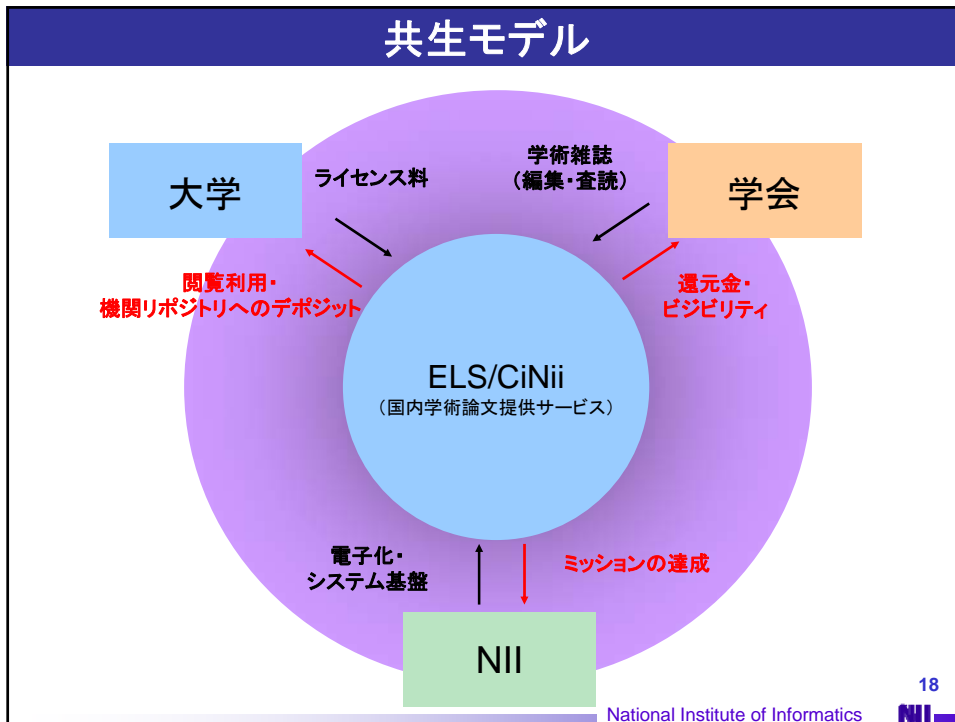 共生モデル
大学
ライセンス料
学術雑誌
（編集・査読）
学会
閲覧利用・
機関リポジトリへのデポジット
還元金・
ビジビリティ
ELS/CiNii
（国内学術論文提供サービス）
電子化・
システム基盤
ミッションの達成
NII
18
National Institute of Informatics
NII